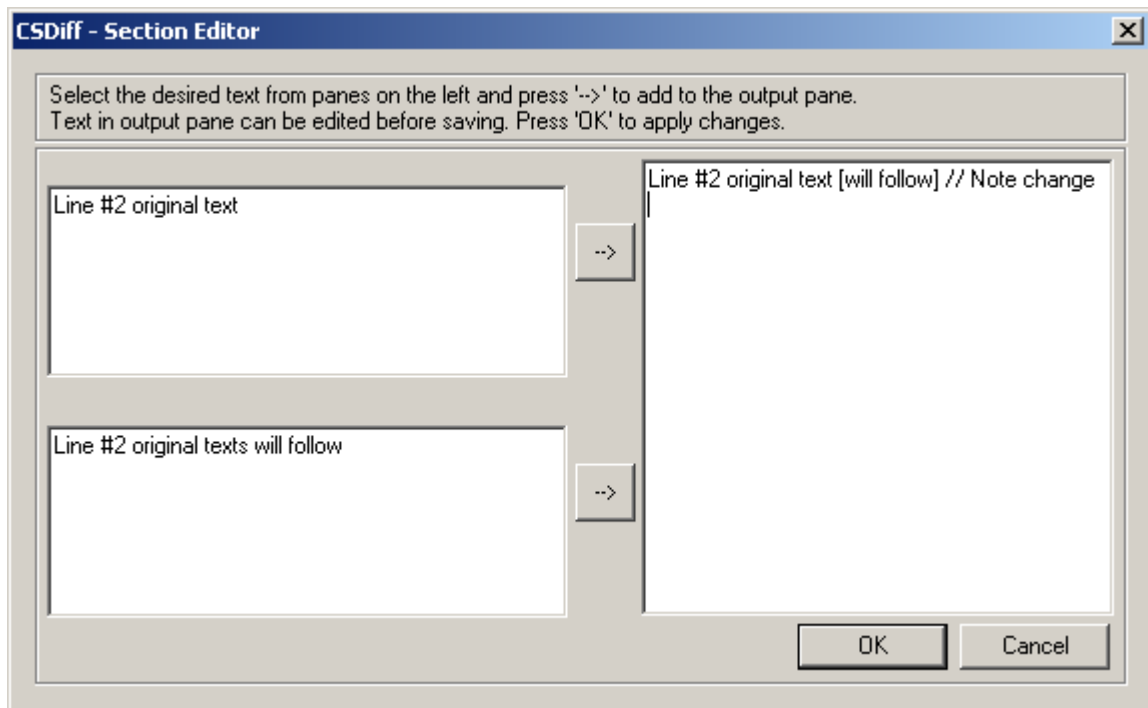 CSDiff - Section Editor
Select the desired text from panes on the left and press '-->' to add to the output pane.
Text in output pane can be edited before saving. Press 'OK' to apply changes.
Line #2 original text
-->
Line #2 original text [will follow] // Note change
Line #2 original texts will follow
-->
OK
Cancel